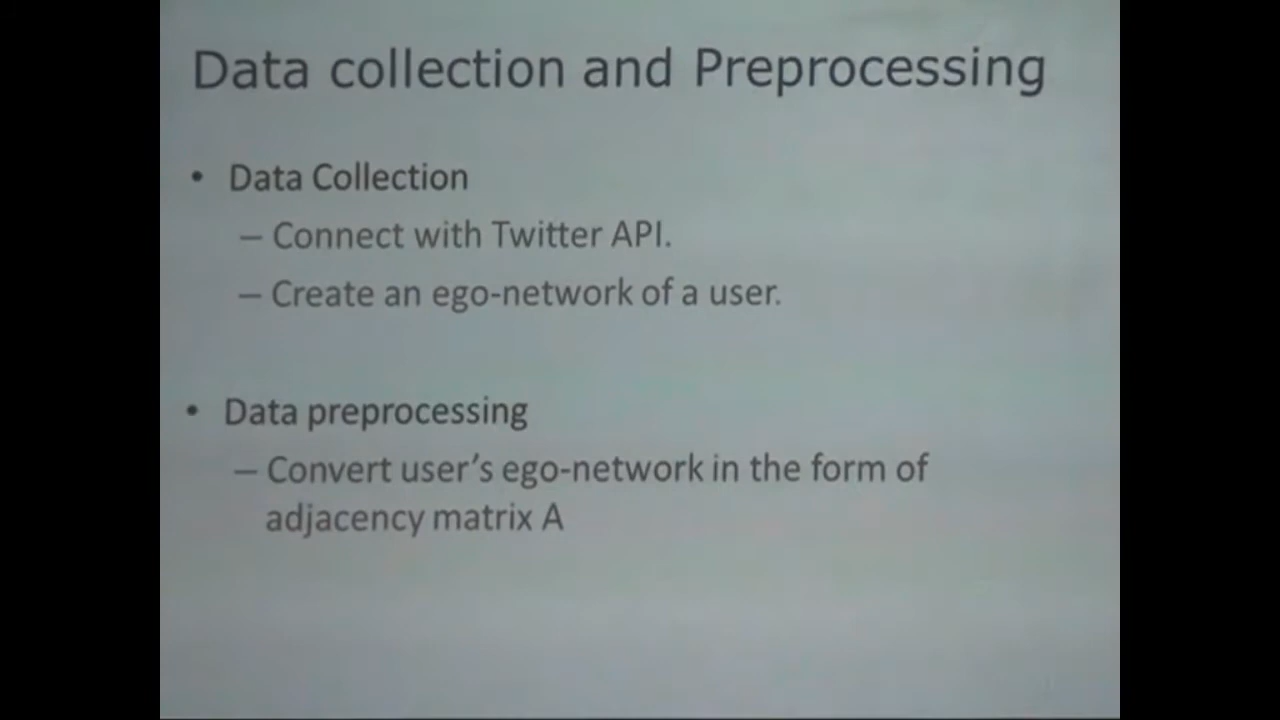 Data collection and Preprocessing
• Data Collection
– Connect with Twitter API.
– Create an ego-network of a user.
• Data preprocessing
– Convert user’s ego-network in the form of
adjacency matrix A